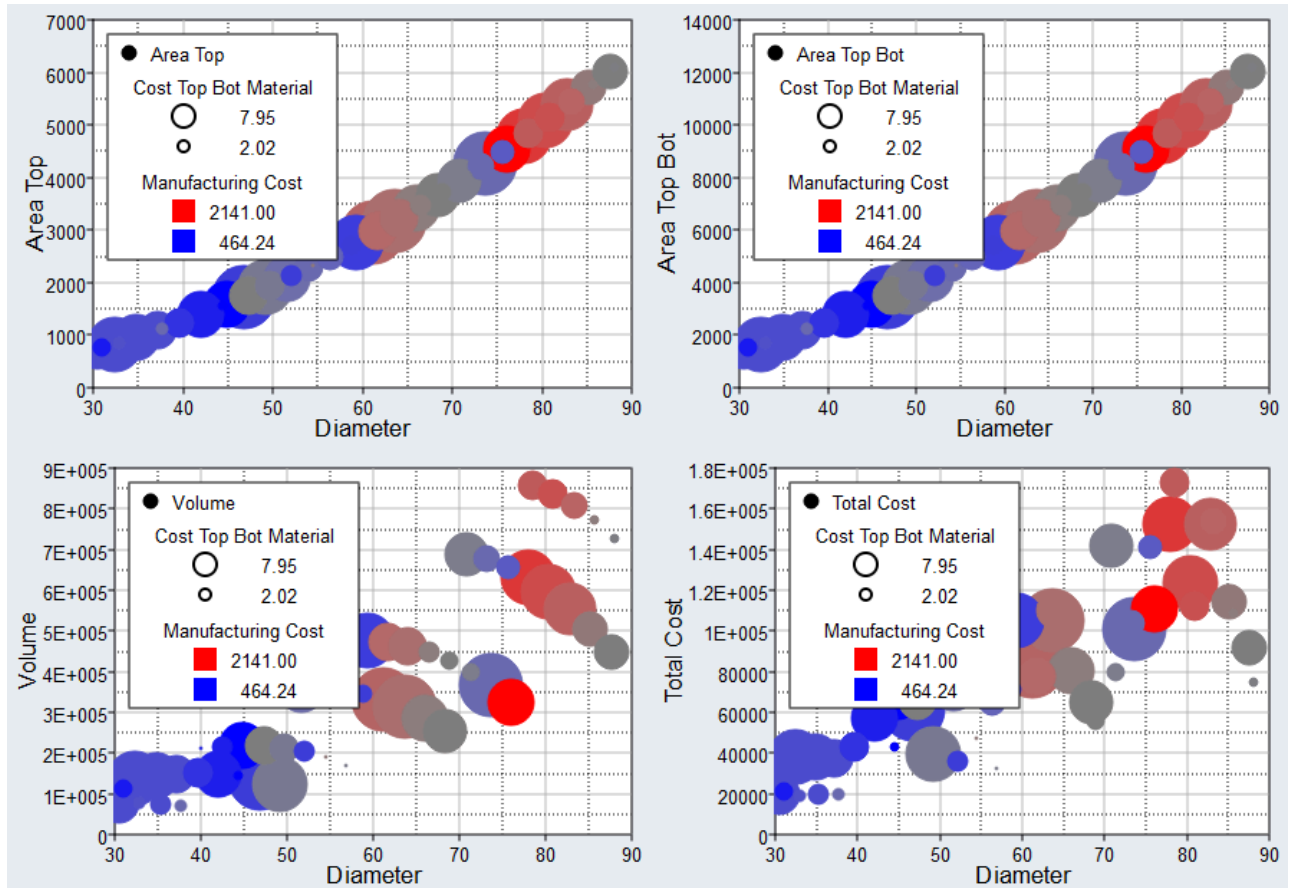 7000
6000
5000
4000
3000
2000
1000
0
Area Top
Area Top
Cost Top Bot Material
7.95
2.02
Manufacturing Cost
2141.00
464.24
30 40 50 60 70 80 90
Diameter
14000
12000
10000
8000
6000
4000
2000
0
Area Top Bot
Area Top Bot
Cost Top Bot Material
7.95
2.02
Manufacturing Cost
2141.00
464.24
30 40 50 60 70 80 90
Diameter
9E+005
8E+005
7E+005
6E+005
5E+005
4E+005
3E+005
2E+005
1E+005
0
Volume
Volume
Cost Top Bot Material
7.95
2.02
Manufacturing Cost
2141.00
464.24
30 40 50 60 70 80 90
Diameter
1.8E+005
1.6E+005
1.4E+005
1.2E+005
1E+005
80000
60000
40000
20000
0
Total Cost
Total Cost
Cost Top Bot Material
7.95
2.02
Manufacturing Cost
2141.00
464.24
30 40 50 60 70 80 90
Diameter